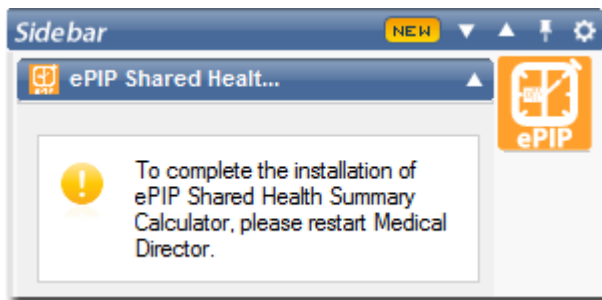 Sidebar NEW
ePIP Shared Healt...
ePIP
To complete the installation of
ePIP Shared Health Summary
Calculator, please restart Medical
Director.